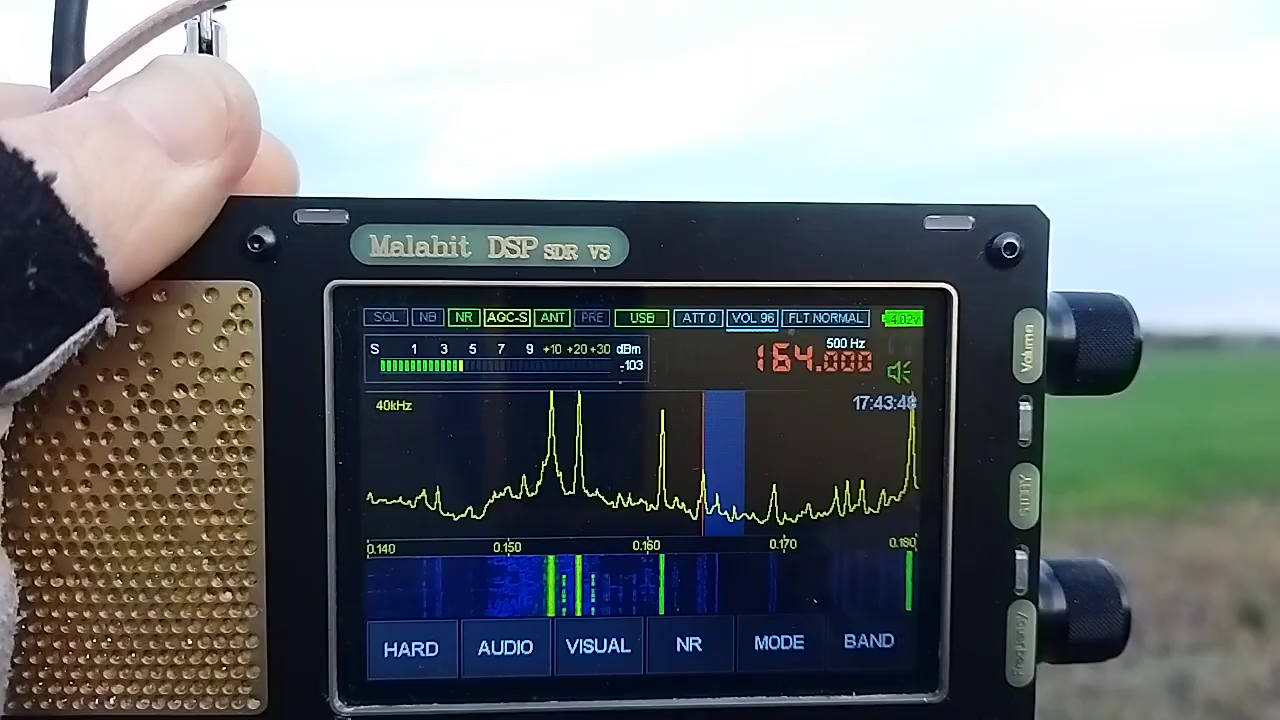 Malahit DSP SDR V3
SQL NB NR AGC-S ANT PRE USB ATT 0 VOL 96 FLT NORMAL 4.02v
S 1 3 5 7 9 +10 +20 +30 dBm
-103
500 Hz
164.000
40kHz
17:43:48
0.140 0.150 0.160 0.170 0.180
HARD AUDIO VISUAL NR MODE BAND
Volume
Frequency